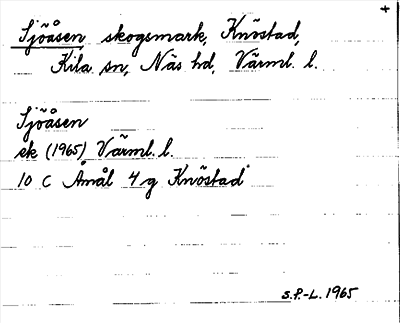 +
Sjöåsen skogsmark, Knöstad,
Kila sn, Näs hd, Värml. l.
Sjöåsen
ek (1965) Värml. l.
10 C Åmål 4 g Knöstad
S.P.-L. 1965